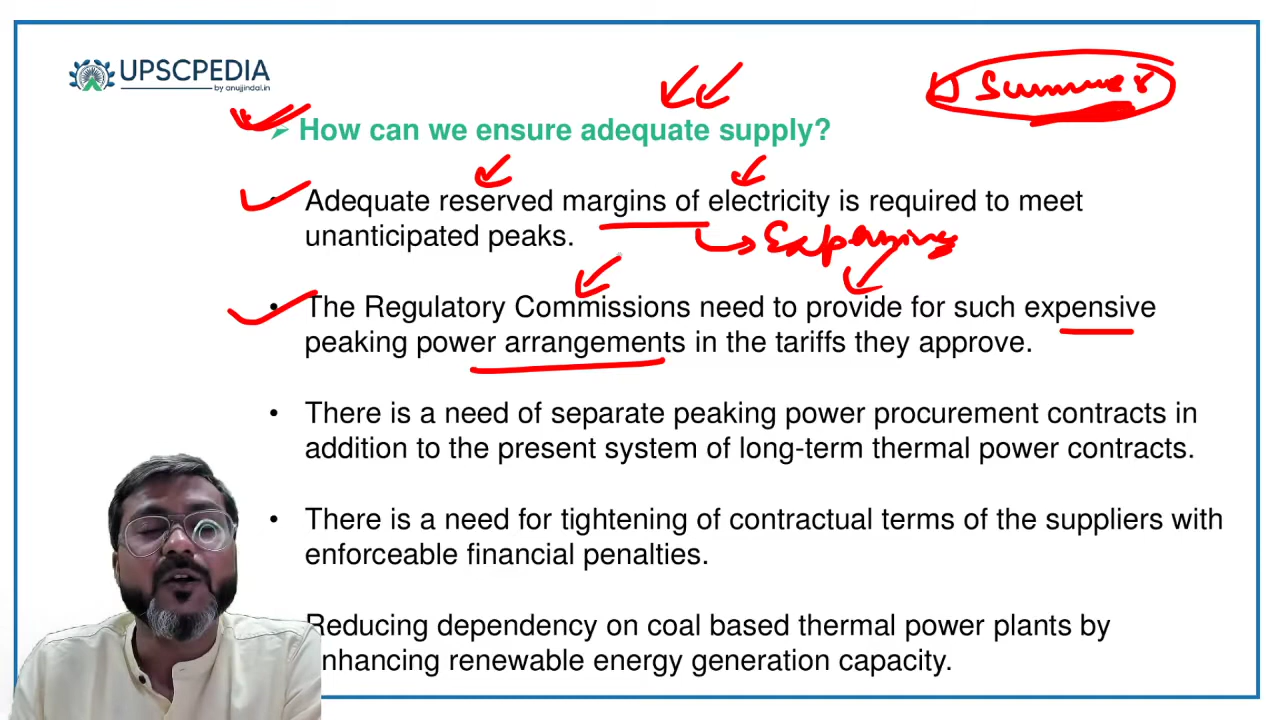 UPSCPEDIA
by anujjindal.in
Summer
How can we ensure adequate supply?
• Adequate reserved margins of electricity is required to meet
unanticipated peaks.
Expensive
• The Regulatory Commissions need to provide for such expensive
peaking power arrangements in the tariffs they approve.
• There is a need of separate peaking power procurement contracts in
addition to the present system of long-term thermal power contracts.
• There is a need for tightening of contractual terms of the suppliers with
enforceable financial penalties.
Reducing dependency on coal based thermal power plants by
enhancing renewable energy generation capacity.